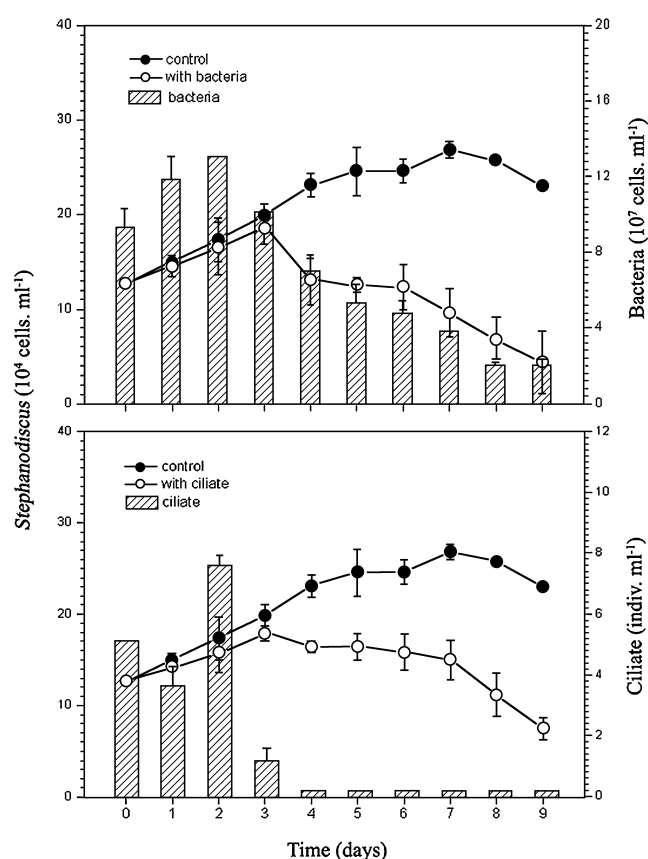 40
30
20
10
0
control
with bacteria
bacteria
20
16
12
8
4
0
Bacteria (10⁷ cells. ml⁻¹)
Stephanodiscus (10⁴ cells. ml⁻¹)
40
30
20
10
0
control
with ciliate
ciliate
12
10
8
6
4
2
0
Ciliate (indiv. ml⁻¹)
0 1 2 3 4 5 6 7 8 9
Time (days)